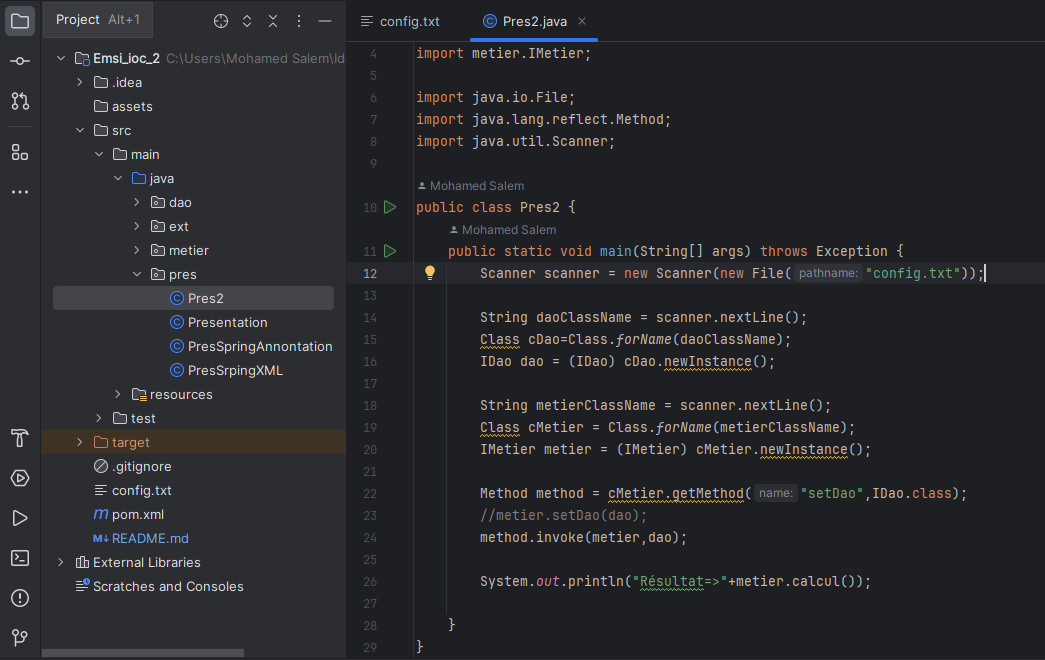 Project Alt+1
Emsi_ioc_2 C:\Users\Mohamed Salem\Id
.idea
assets
src
main
java
dao
ext
metier
pres
Pres2
Presentation
PresSpringAnnontation
PresSrpingXML
resources
test
target
.gitignore
config.txt
pom.xml
README.md
External Libraries
Scratches and Consoles
config.txt Pres2.java
4 import metier.IMetier;
5
6 import java.io.File;
7 import java.lang.reflect.Method;
8 import java.util.Scanner;
9
Mohamed Salem
10 public class Pres2 {
Mohamed Salem
11 public static void main(String[] args) throws Exception {
12 Scanner scanner = new Scanner(new File( pathname: "config.txt"));
13
14 String daoClassName = scanner.nextLine();
15 Class cDao=Class.forName(daoClassName);
16 IDao dao = (IDao) cDao.newInstance();
17
18 String metierClassName = scanner.nextLine();
19 Class cMetier = Class.forName(metierClassName);
20 IMetier metier = (IMetier) cMetier.newInstance();
21
22 Method method = cMetier.getMethod( name: "setDao",IDao.class);
23 //metier.setDao(dao);
24 method.invoke(metier,dao);
25
26 System.out.println("Résultat=>"+metier.calcul());
27
28 }
29 }